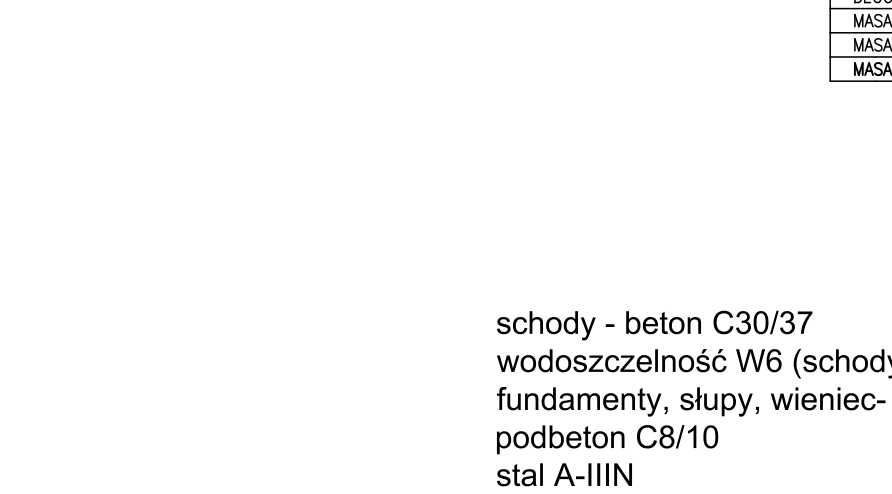 MASA
MASA
MASA
schody - beton C30/37
wodoszczelność W6 (schody
fundamenty, słupy, wieniec-
podbeton C8/10
stal A-IIIN